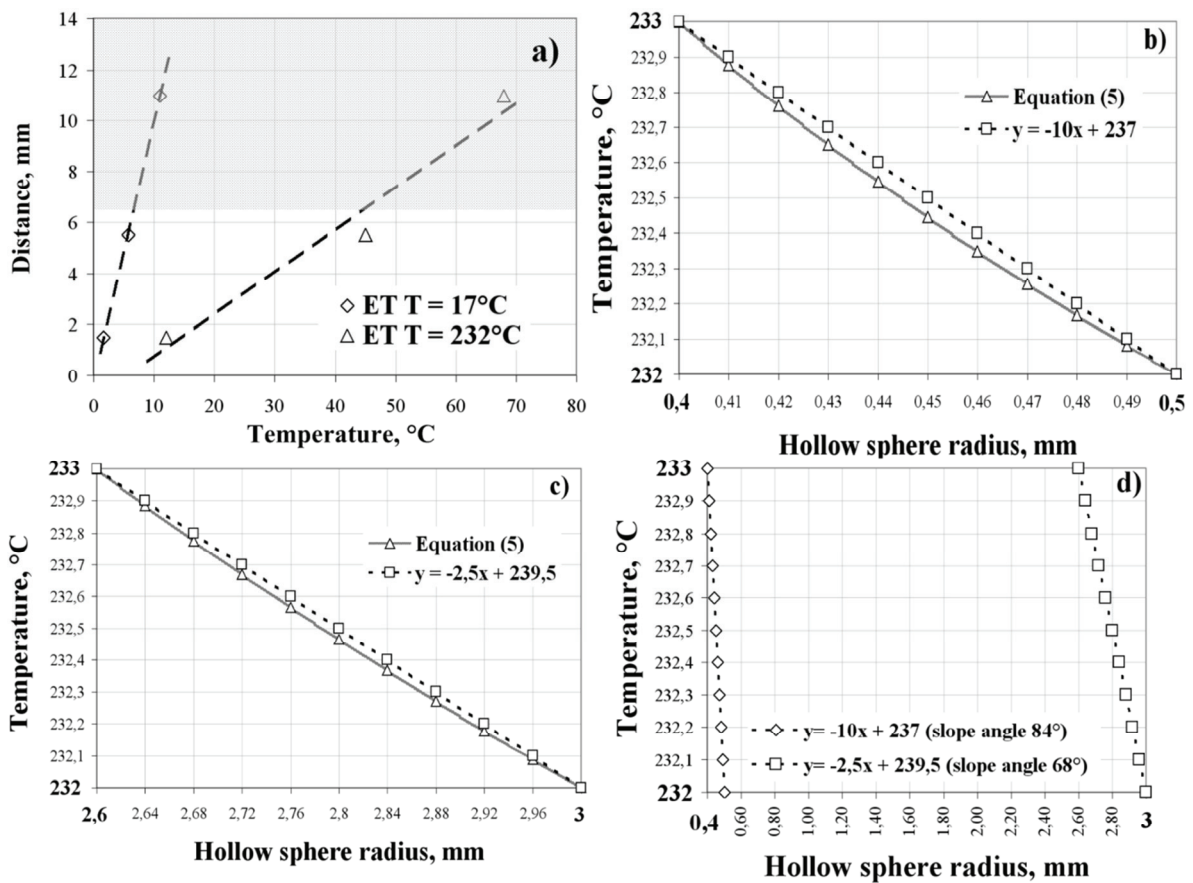 a)
Distance, mm
14
12
10
8
6
4
2
0
0 10 20 30 40 50 60 70 80
Temperature, °C
ET T = 17°C
ET T = 232°C
b)
Temperature, °C
233
232,9
232,8
232,7
232,6
232,5
232,4
232,3
232,2
232,1
232
0,4 0,41 0,42 0,43 0,44 0,45 0,46 0,47 0,48 0,49 0,5
Hollow sphere radius, mm
Equation (5)
y = -10x + 237
c)
Temperature, °C
233
232,9
232,8
232,7
232,6
232,5
232,4
232,3
232,2
232,1
232
2,6 2,64 2,68 2,72 2,76 2,8 2,84 2,88 2,92 2,96 3
Hollow sphere radius, mm
Equation (5)
y = -2,5x + 239,5
d)
Temperature, °C
233
232,9
232,8
232,7
232,6
232,5
232,4
232,3
232,2
232,1
232
0,4 0,60 0,80 1,00 1,20 1,40 1,60 1,80 2,00 2,20 2,40 2,60 2,80 3
Hollow sphere radius, mm
y= -10x + 237 (slope angle 84°)
y= -2,5x + 239,5 (slope angle 68°)